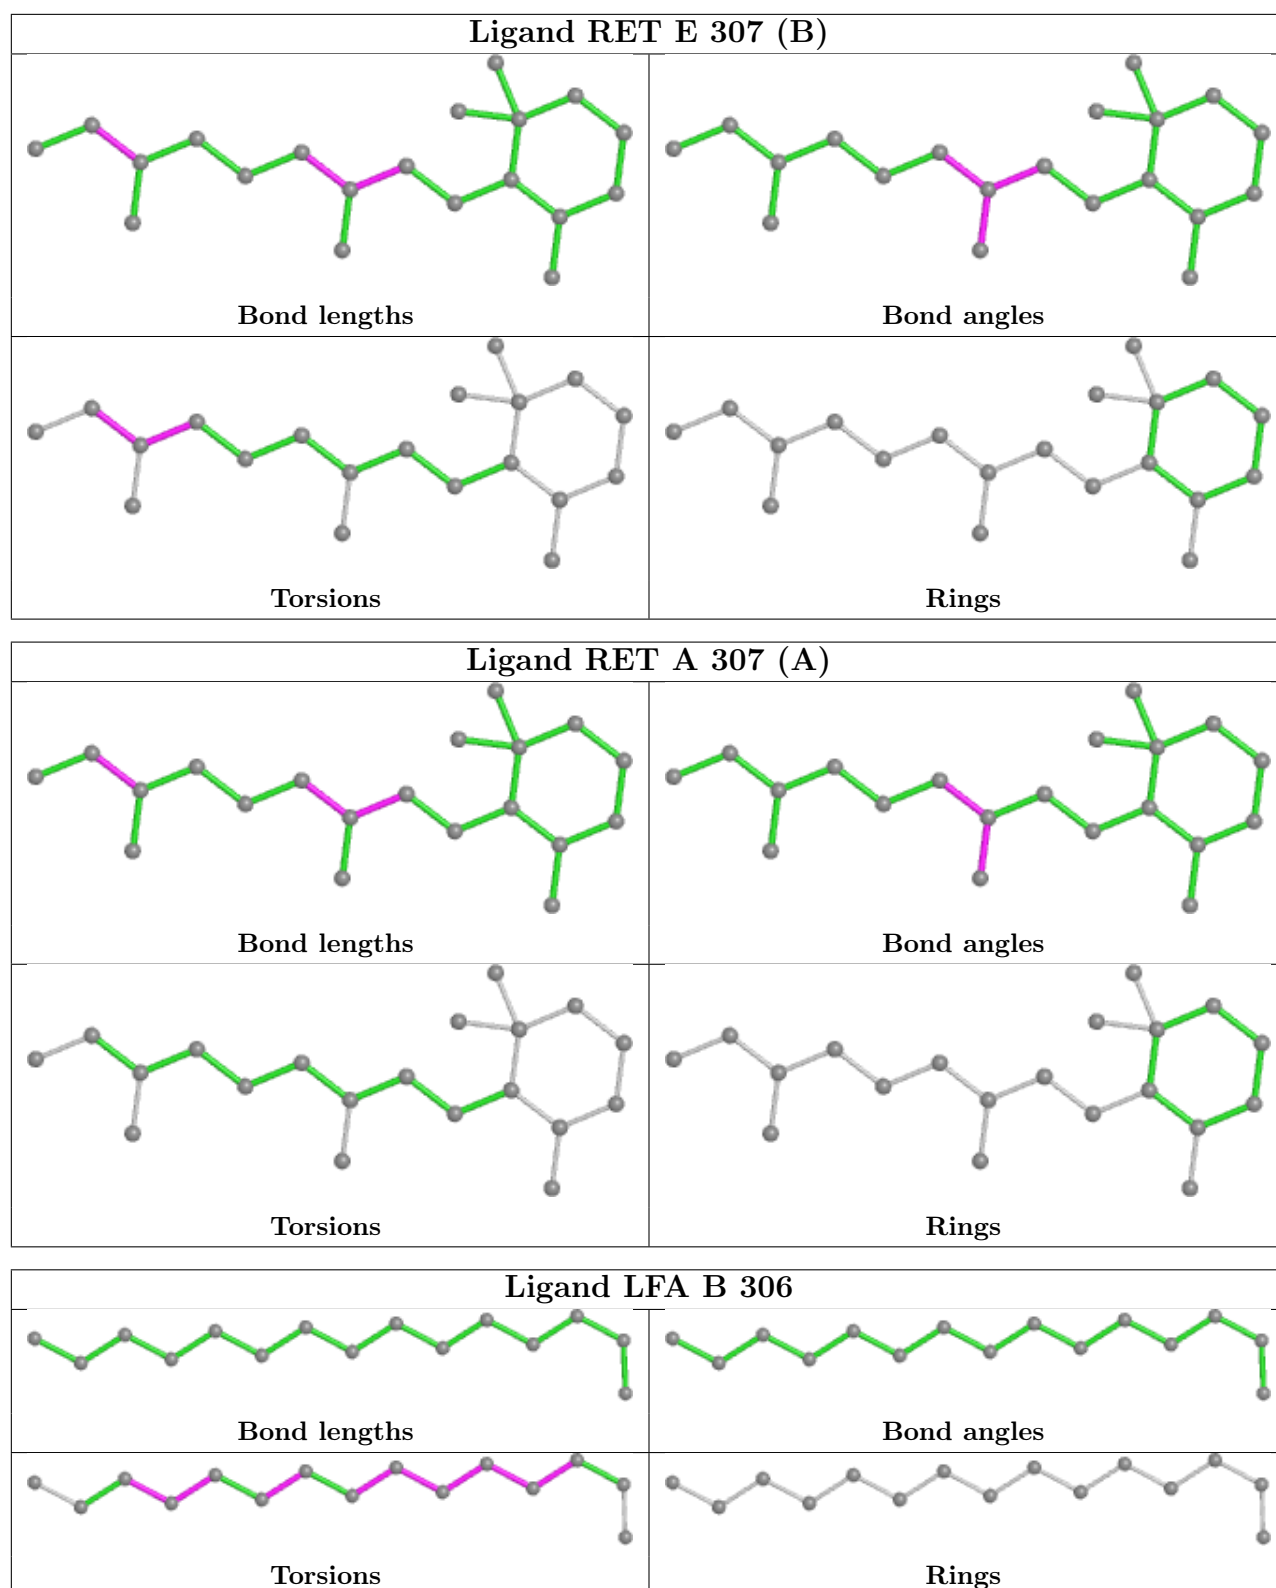 Ligand RET E 307 (B)
Bond lengths
Bond angles
Torsions
Rings
Ligand RET A 307 (A)
Bond lengths
Bond angles
Torsions
Rings
Ligand LFA B 306
Bond lengths
Bond angles
Torsions
Rings